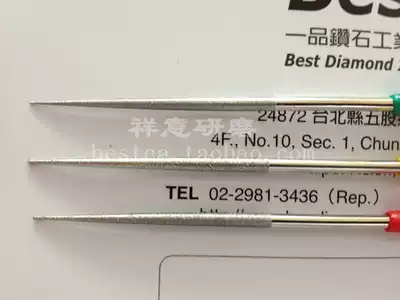 一品鑽石工業
Best Diamond
祥意研磨
24872 台北縣五股
4F., No.10, Sec. 1, Chun
bestca.taobao.com
TEL 02-2981-3436（Rep.）